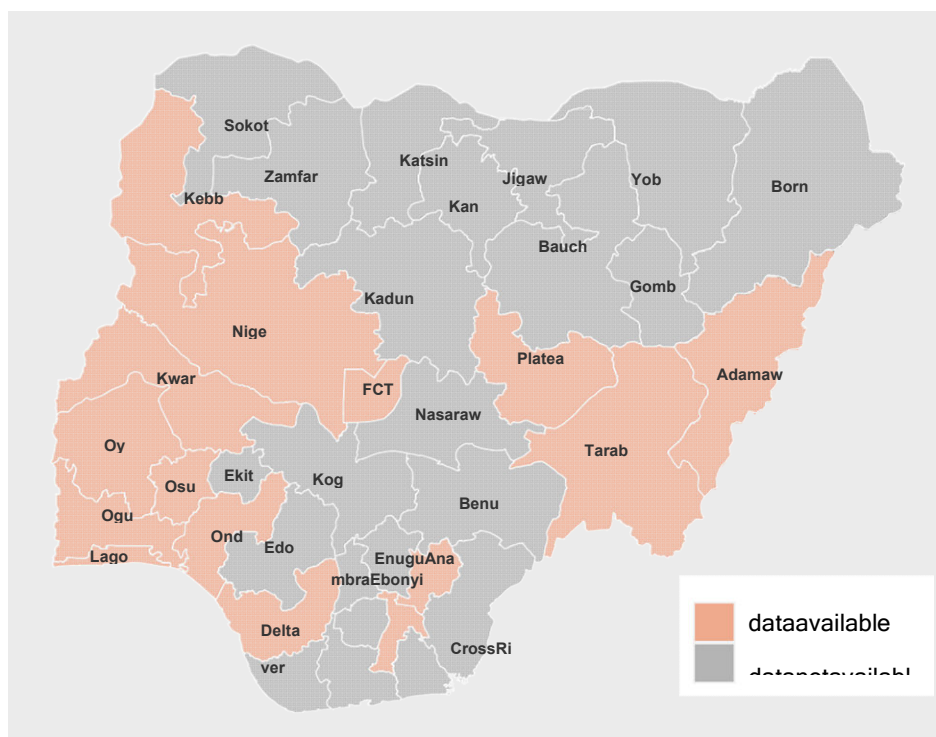 Sokot
Katsin
Zamfar
Jigaw
Yob
Born
Kebb
Kan
Bauch
Gomb
Kadun
Nige
Platea
Adamaw
Kwar
FCT
Nasaraw
Oy
Tarab
Ekit
Kog
Osu
Benu
Ogu
Ond
Edo
Lago
EnuguAna
mbraEbonyi
Delta
CrossRi
ver
dataavailable